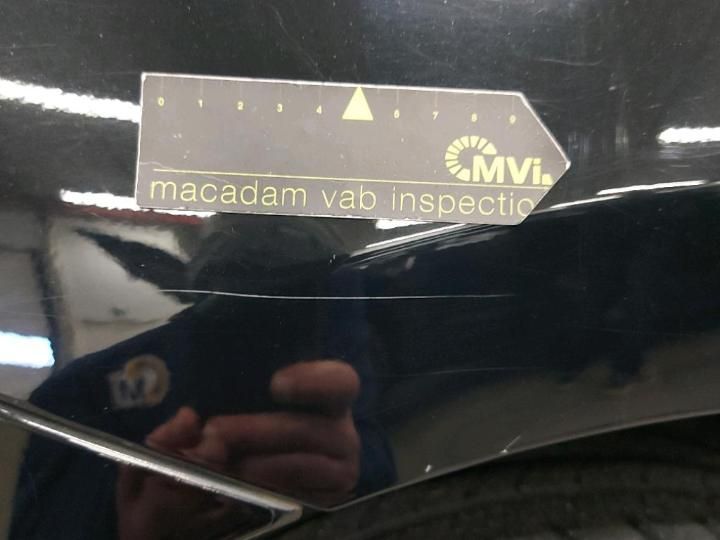 0 1 2 3 4 6 7 8 9
MVi.
macadam vab inspectio
M